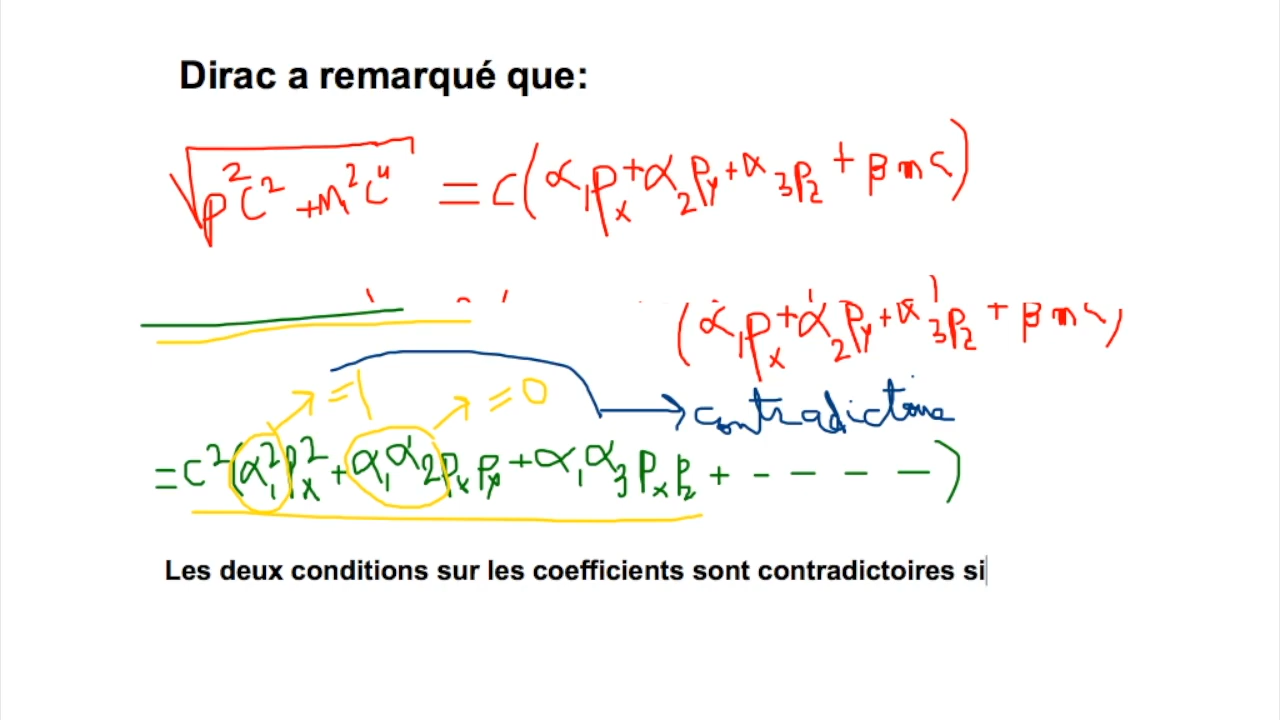 Dirac a remarqué que:
√(p²c² + m²c⁴) = c(α₁pₓ + α₂p_y + α₃p_z + βmc)
(α₁pₓ + α₂p_y + α₃p_z + βmc)
=1 =0
contradictoire
=c²(α₁²pₓ² + α₁α₂pₓp_y + α₁α₃pₓp_z + - - - -)
Les deux conditions sur les coefficients sont contradictoires si